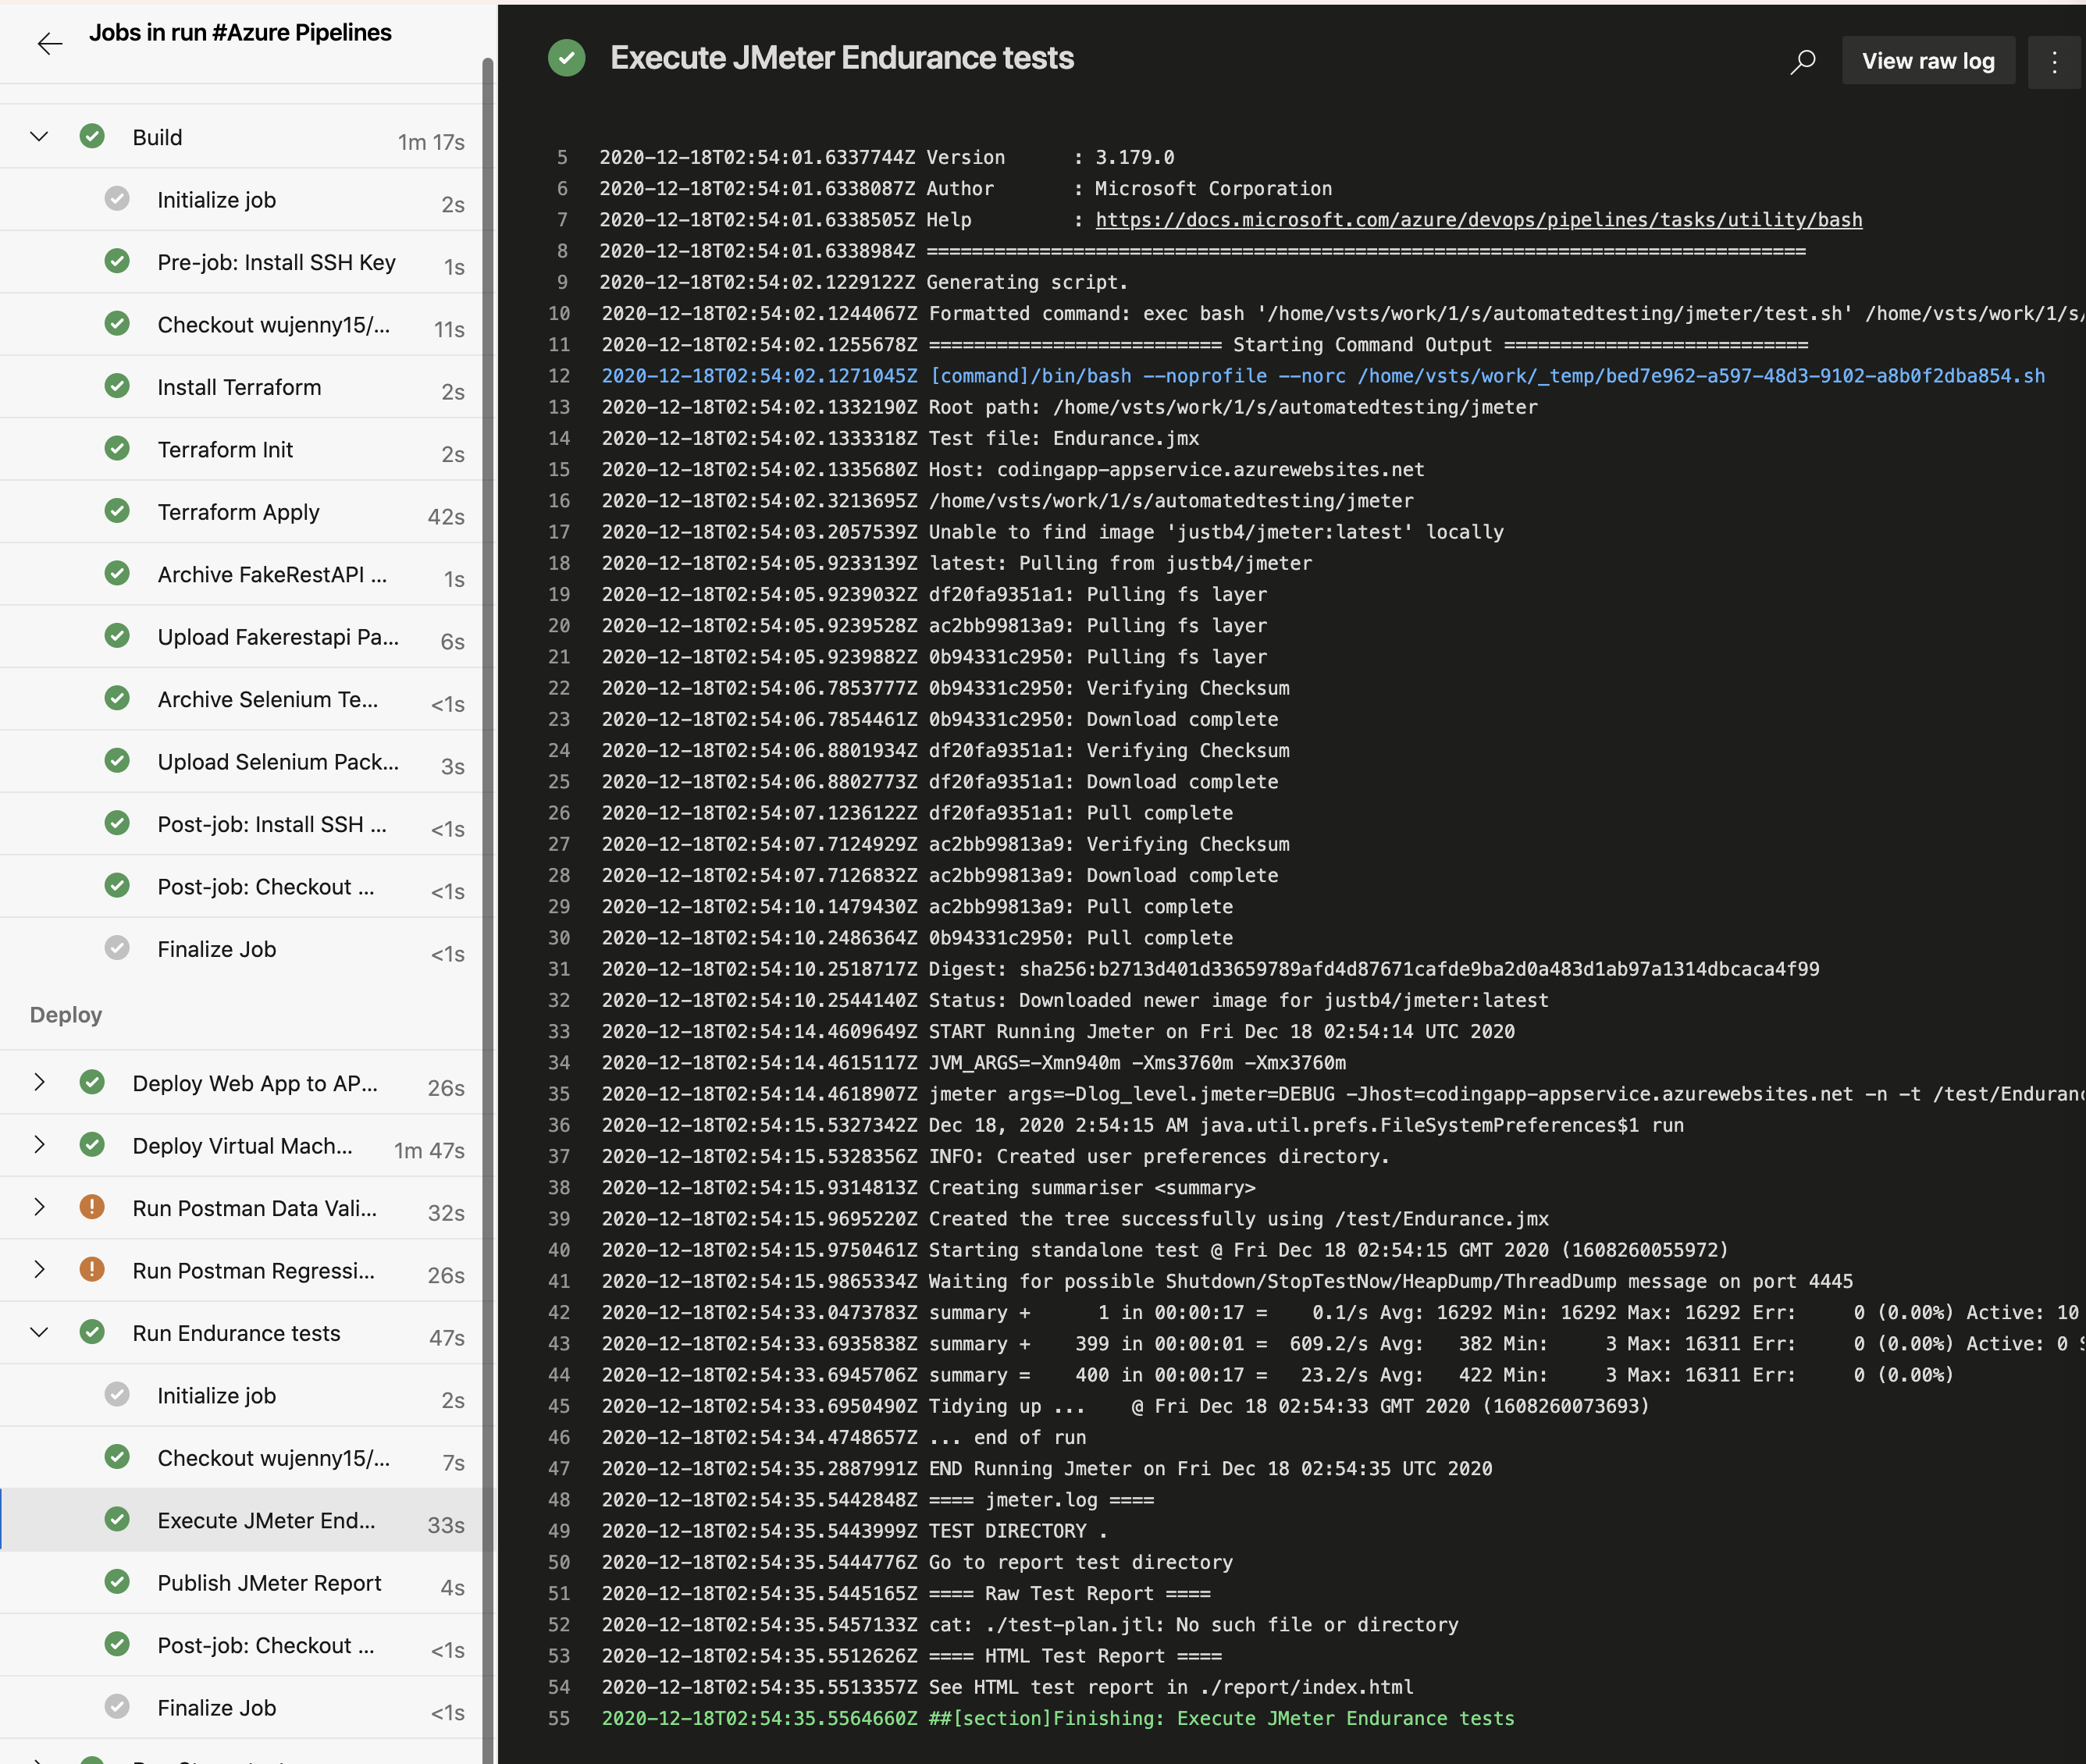 Jobs in run #Azure Pipelines
Build 1m 17s
Initialize job 2s
Pre-job: Install SSH Key 1s
Checkout wujenny15/... 11s
Install Terraform 2s
Terraform Init 2s
Terraform Apply 42s
Archive FakeRestAPI ... 1s
Upload Fakerestapi Pa... 6s
Archive Selenium Te... <1s
Upload Selenium Pack... 3s
Post-job: Install SSH ... <1s
Post-job: Checkout ... <1s
Finalize Job <1s
Deploy
Deploy Web App to AP... 26s
Deploy Virtual Mach... 1m 47s
Run Postman Data Vali... 32s
Run Postman Regressi... 26s
Run Endurance tests 47s
Initialize job 2s
Checkout wujenny15/... 7s
Execute JMeter End... 33s
Publish JMeter Report 4s
Post-job: Checkout ... <1s
Finalize Job <1s
Execute JMeter Endurance tests
View raw log
5 2020-12-18T02:54:01.6337744Z Version : 3.179.0
6 2020-12-18T02:54:01.6338087Z Author : Microsoft Corporation
7 2020-12-18T02:54:01.6338505Z Help : https://docs.microsoft.com/azure/devops/pipelines/tasks/utility/bash
8 2020-12-18T02:54:01.6338984Z ==============================================================================
9 2020-12-18T02:54:02.1229122Z Generating script.
10 2020-12-18T02:54:02.1244067Z Formatted command: exec bash '/home/vsts/work/1/s/automatedtesting/jmeter/test.sh' /home/vsts/work/1/s/
11 2020-12-18T02:54:02.1255678Z ========================== Starting Command Output ===========================
12 2020-12-18T02:54:02.1271045Z [command]/bin/bash --noprofile --norc /home/vsts/work/_temp/bed7e962-a597-48d3-9102-a8b0f2dba854.sh
13 2020-12-18T02:54:02.1332190Z Root path: /home/vsts/work/1/s/automatedtesting/jmeter
14 2020-12-18T02:54:02.1333318Z Test file: Endurance.jmx
15 2020-12-18T02:54:02.1335680Z Host: codingapp-appservice.azurewebsites.net
16 2020-12-18T02:54:02.3213695Z /home/vsts/work/1/s/automatedtesting/jmeter
17 2020-12-18T02:54:03.2057539Z Unable to find image 'justb4/jmeter:latest' locally
18 2020-12-18T02:54:05.9233139Z latest: Pulling from justb4/jmeter
19 2020-12-18T02:54:05.9239032Z df20fa9351a1: Pulling fs layer
20 2020-12-18T02:54:05.9239528Z ac2bb99813a9: Pulling fs layer
21 2020-12-18T02:54:05.9239882Z 0b94331c2950: Pulling fs layer
22 2020-12-18T02:54:06.7853777Z 0b94331c2950: Verifying Checksum
23 2020-12-18T02:54:06.7854461Z 0b94331c2950: Download complete
24 2020-12-18T02:54:06.8801934Z df20fa9351a1: Verifying Checksum
25 2020-12-18T02:54:06.8802773Z df20fa9351a1: Download complete
26 2020-12-18T02:54:07.1236122Z df20fa9351a1: Pull complete
27 2020-12-18T02:54:07.7124929Z ac2bb99813a9: Verifying Checksum
28 2020-12-18T02:54:07.7126832Z ac2bb99813a9: Download complete
29 2020-12-18T02:54:10.1479430Z ac2bb99813a9: Pull complete
30 2020-12-18T02:54:10.2486364Z 0b94331c2950: Pull complete
31 2020-12-18T02:54:10.2518717Z Digest: sha256:b2713d401d33659789afd4d87671cafde9ba2d0a483d1ab97a1314dbcaca4f99
32 2020-12-18T02:54:10.2544140Z Status: Downloaded newer image for justb4/jmeter:latest
33 2020-12-18T02:54:14.4609649Z START Running Jmeter on Fri Dec 18 02:54:14 UTC 2020
34 2020-12-18T02:54:14.4615117Z JVM_ARGS=-Xmn940m -Xms3760m -Xmx3760m
35 2020-12-18T02:54:14.4618907Z jmeter args=-Dlog_level.jmeter=DEBUG -Jhost=codingapp-appservice.azurewebsites.net -n -t /test/Enduranc
36 2020-12-18T02:54:15.5327342Z Dec 18, 2020 2:54:15 AM java.util.prefs.FileSystemPreferences$1 run
37 2020-12-18T02:54:15.5328356Z INFO: Created user preferences directory.
38 2020-12-18T02:54:15.9314813Z Creating summariser <summary>
39 2020-12-18T02:54:15.9695220Z Created the tree successfully using /test/Endurance.jmx
40 2020-12-18T02:54:15.9750461Z Starting standalone test @ Fri Dec 18 02:54:15 GMT 2020 (1608260055972)
41 2020-12-18T02:54:15.9865334Z Waiting for possible Shutdown/StopTestNow/HeapDump/ThreadDump message on port 4445
42 2020-12-18T02:54:33.0473783Z summary + 1 in 00:00:17 = 0.1/s Avg: 16292 Min: 16292 Max: 16292 Err: 0 (0.00%) Active: 10
43 2020-12-18T02:54:33.6935838Z summary + 399 in 00:00:01 = 609.2/s Avg: 382 Min: 3 Max: 16311 Err: 0 (0.00%) Active: 0 S
44 2020-12-18T02:54:33.6945706Z summary = 400 in 00:00:17 = 23.2/s Avg: 422 Min: 3 Max: 16311 Err: 0 (0.00%)
45 2020-12-18T02:54:33.6950490Z Tidying up ... @ Fri Dec 18 02:54:33 GMT 2020 (1608260073693)
46 2020-12-18T02:54:34.4748657Z ... end of run
47 2020-12-18T02:54:35.2887991Z END Running Jmeter on Fri Dec 18 02:54:35 UTC 2020
48 2020-12-18T02:54:35.5442848Z ==== jmeter.log ====
49 2020-12-18T02:54:35.5443999Z TEST DIRECTORY .
50 2020-12-18T02:54:35.5444776Z Go to report test directory
51 2020-12-18T02:54:35.5445165Z ==== Raw Test Report ====
52 2020-12-18T02:54:35.5457133Z cat: ./test-plan.jtl: No such file or directory
53 2020-12-18T02:54:35.5512626Z ==== HTML Test Report ====
54 2020-12-18T02:54:35.5513357Z See HTML test report in ./report/index.html
55 2020-12-18T02:54:35.5564660Z ##[section]Finishing: Execute JMeter Endurance tests